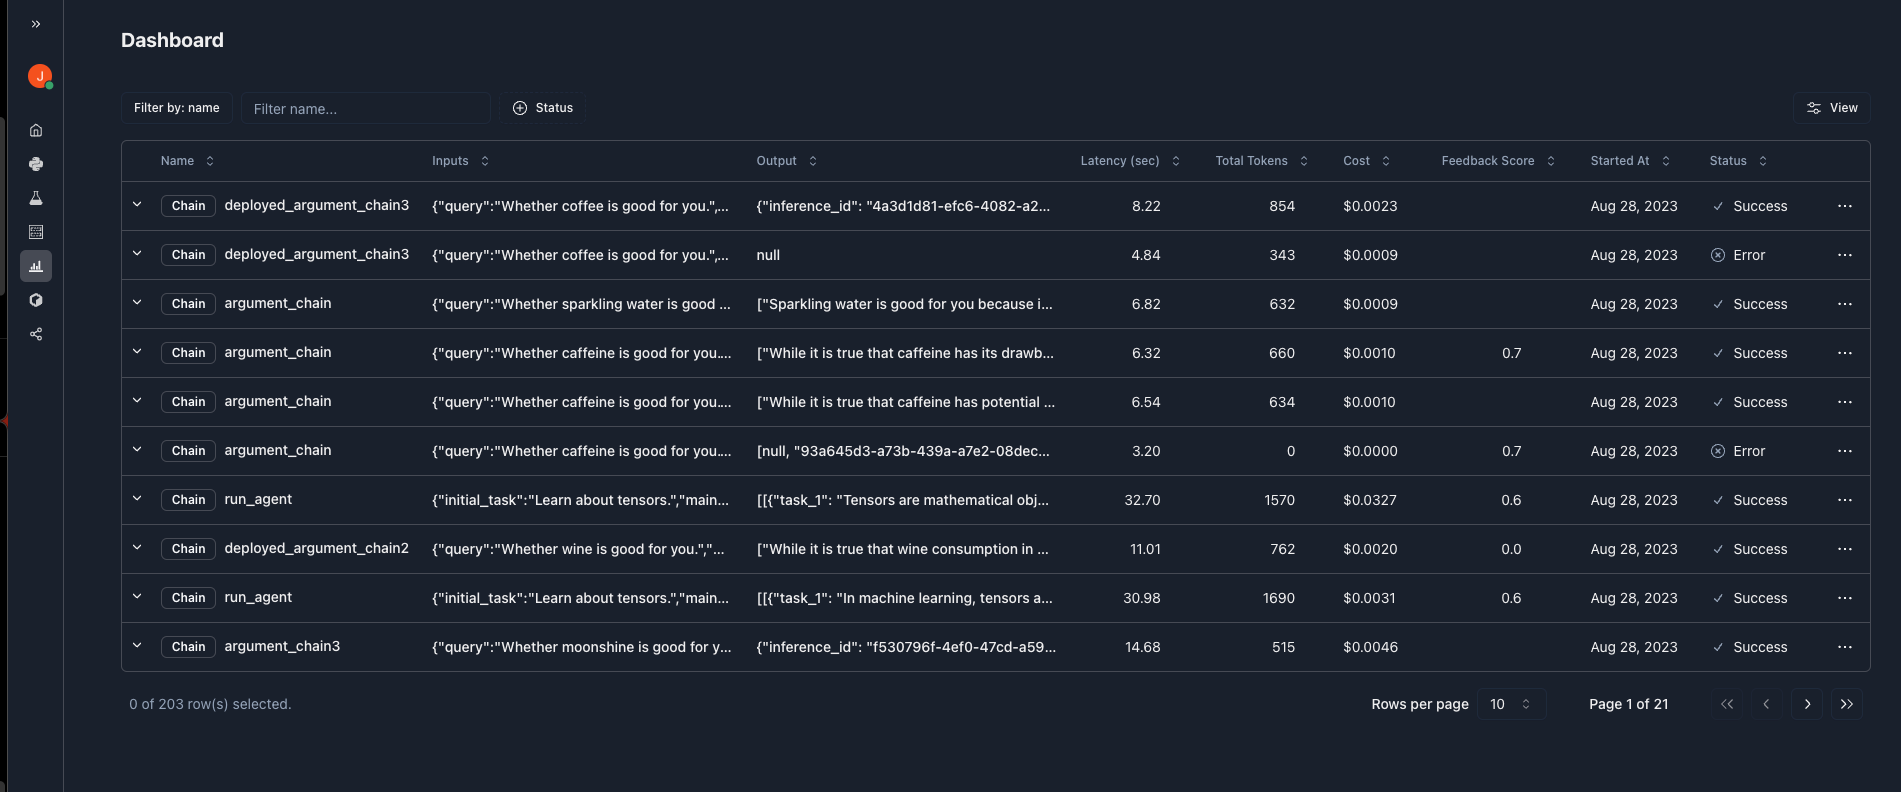 Dashboard
J
Filter by: name Filter name... Status View
Name Inputs Output Latency (sec) Total Tokens Cost Feedback Score Started At Status
Chain deployed_argument_chain3 {"query":"Whether coffee is good for you.",... {"inference_id": "4a3d1d81-efc6-4082-a2... 8.22 854 $0.0023 Aug 28, 2023 Success ...
Chain deployed_argument_chain3 {"query":"Whether coffee is good for you.",... null 4.84 343 $0.0009 Aug 28, 2023 Error ...
Chain argument_chain {"query":"Whether sparkling water is good ... ["Sparkling water is good for you because i... 6.82 632 $0.0009 Aug 28, 2023 Success ...
Chain argument_chain {"query":"Whether caffeine is good for you.... ["While it is true that caffeine has its drawb... 6.32 660 $0.0010 0.7 Aug 28, 2023 Success ...
Chain argument_chain {"query":"Whether caffeine is good for you.... ["While it is true that caffeine has potential ... 6.54 634 $0.0010 Aug 28, 2023 Success ...
Chain argument_chain {"query":"Whether caffeine is good for you.... [null, "93a645d3-a73b-439a-a7e2-08dec... 3.20 0 $0.0000 0.7 Aug 28, 2023 Error ...
Chain run_agent {"initial_task":"Learn about tensors.","main... [[{"task_1": "Tensors are mathematical obj... 32.70 1570 $0.0327 0.6 Aug 28, 2023 Success ...
Chain deployed_argument_chain2 {"query":"Whether wine is good for you.","... ["While it is true that wine consumption in ... 11.01 762 $0.0020 0.0 Aug 28, 2023 Success ...
Chain run_agent {"initial_task":"Learn about tensors.","main... [[{"task_1": "In machine learning, tensors a... 30.98 1690 $0.0031 0.6 Aug 28, 2023 Success ...
Chain argument_chain3 {"query":"Whether moonshine is good for y... {"inference_id": "f530796f-4ef0-47cd-a59... 14.68 515 $0.0046 Aug 28, 2023 Success ...
0 of 203 row(s) selected. Rows per page 10 Page 1 of 21